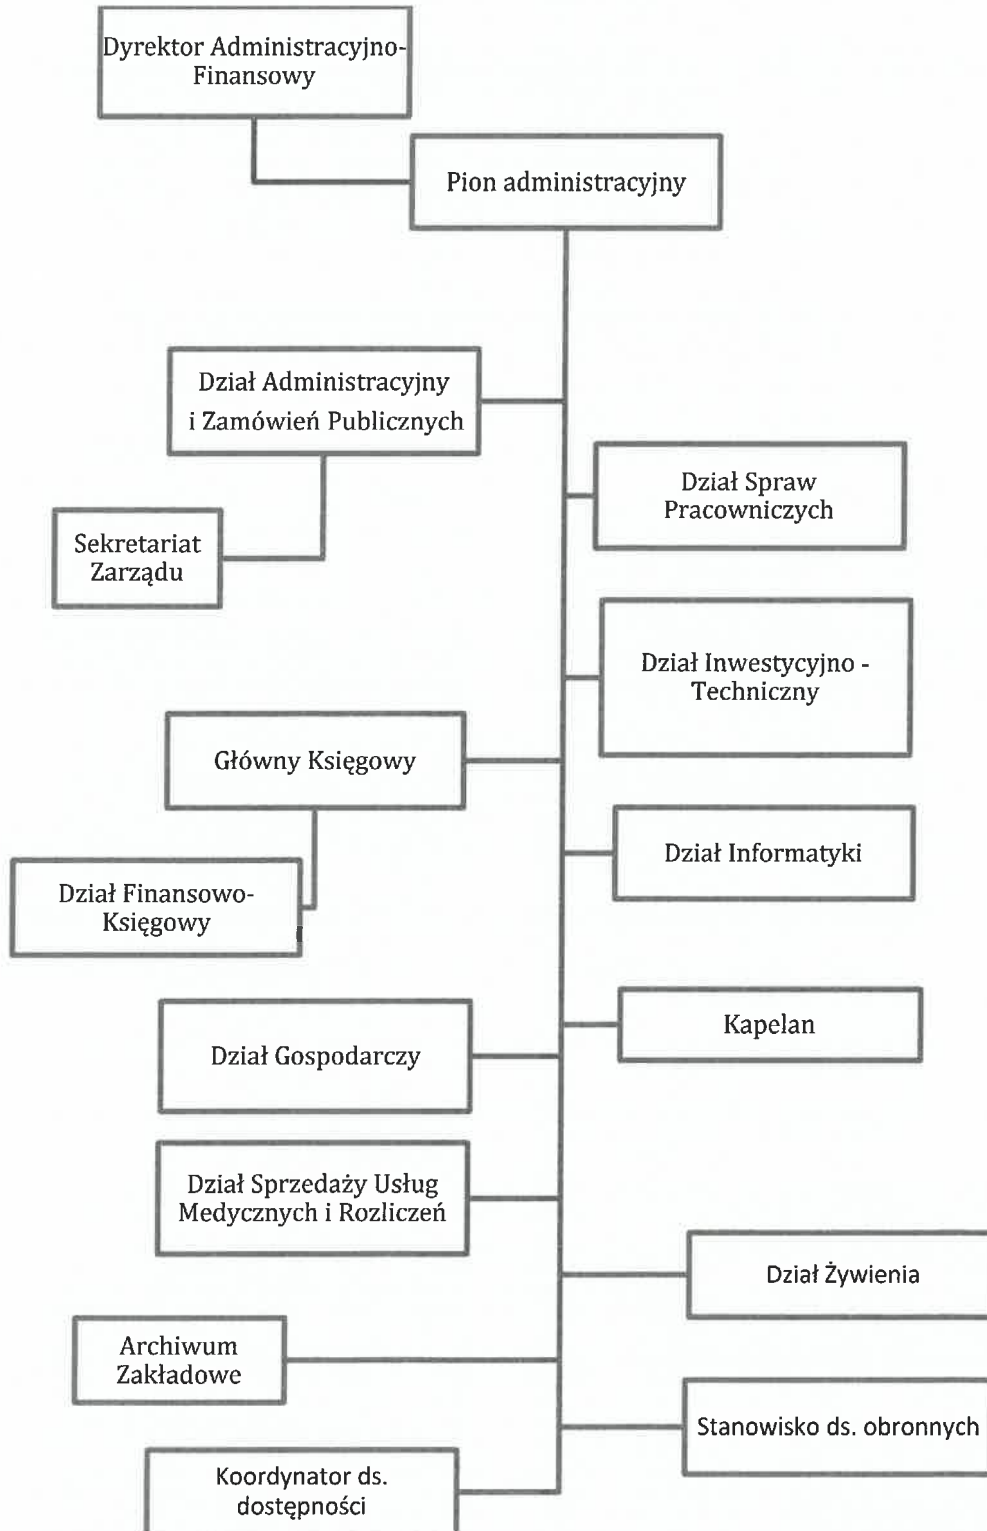 Dyrektor Administracyjno-
Finansowy
Pion administracyjny
Dział Administracyjny
i Zamówień Publicznych
Dział Spraw
Pracowniczych
Sekretariat
Zarządu
Dział Inwestycyjno -
Techniczny
Główny Księgowy
Dział Informatyki
Dział Finansowo-
Księgowy
Kapelan
Dział Gospodarczy
Dział Sprzedaży Usług
Medycznych i Rozliczeń
Dział Żywienia
Archiwum
Zakładowe
Stanowisko ds. obronnych
Koordynator ds.
dostępności